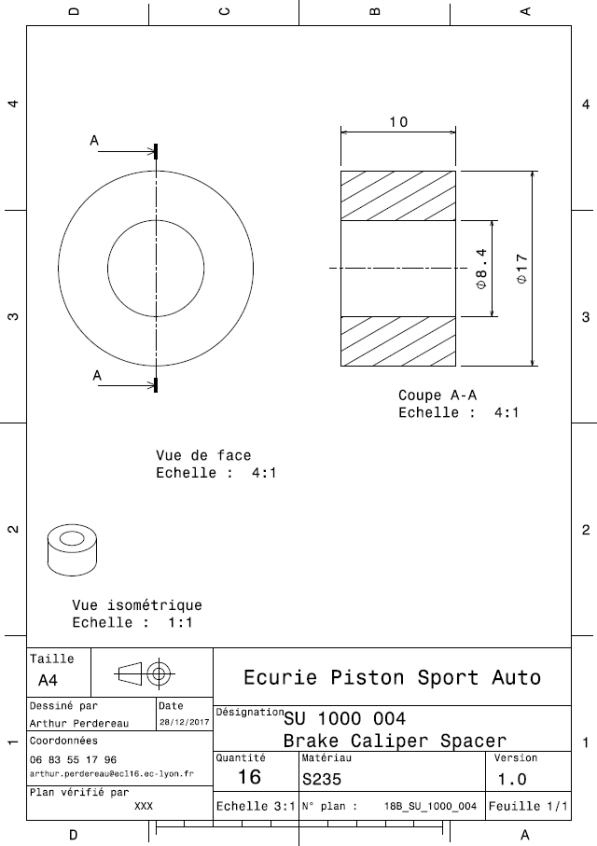 D C B A
4 4
10
A
⌀8.4
⌀17
3 3
A
Coupe A-A
Echelle : 4:1
Vue de face
Echelle : 4:1
2 2
Vue isométrique
Echelle : 1:1
Taille
A4
Ecurie Piston Sport Auto
Dessiné par
Arthur Perdereau
Date
28/12/2017
Désignation
SU 1000 004
Brake Caliper Spacer
1 1
Coordonnées
06 83 55 17 96
arthur.perdereau@ecl16.ec-lyon.fr
Quantité
16
Matériau
S235
Version
1.0
Plan vérifié par
XXX
Echelle 3:1
N° plan : 18B_SU_1000_004
Feuille 1/1
D A